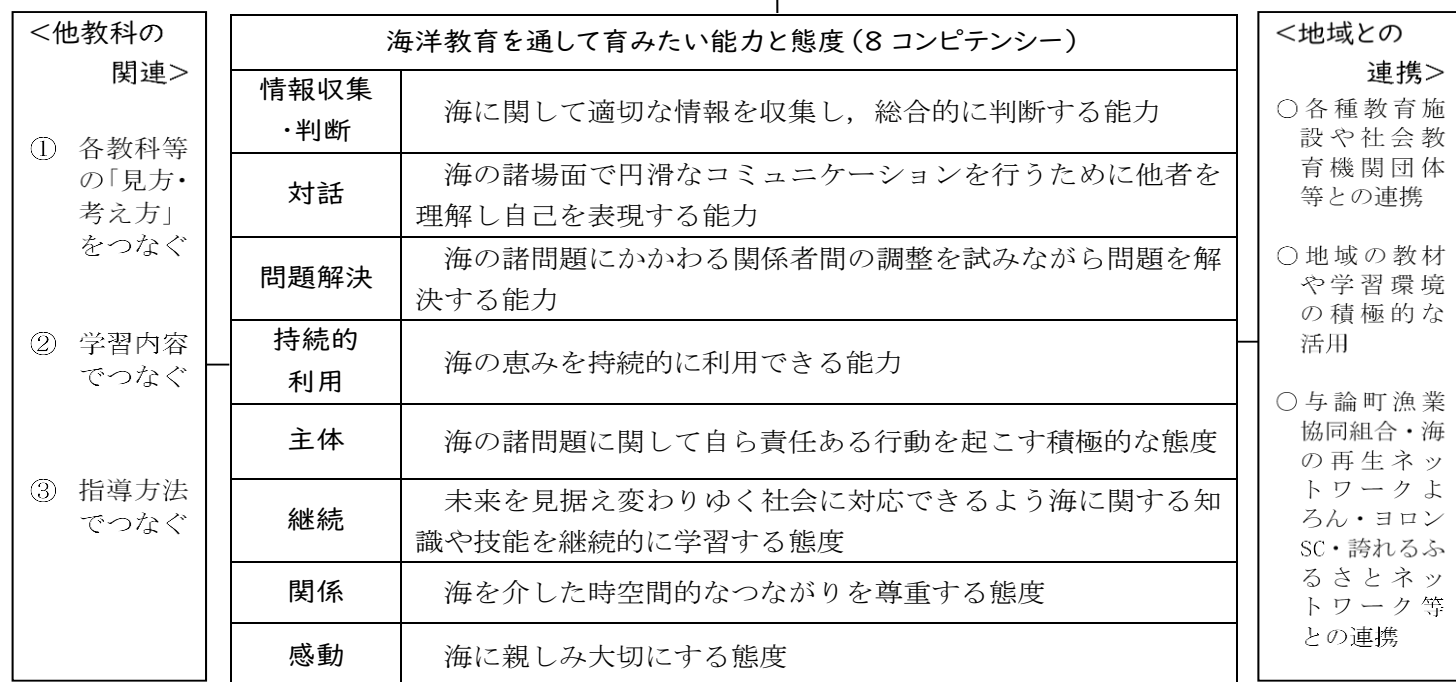 <他教科の
関連>
① 各教科等
の「見方・
考え方」
をつなぐ
② 学習内容
でつなぐ
③ 指導方法
でつなぐ
海洋教育を通して育みたい能力と態度(8コンピテンシー)
情報収集
・判断
海に関して適切な情報を収集し，総合的に判断する能力
対話
海の諸場面で円滑なコミュニケーションを行うために他者を
理解し自己を表現する能力
問題解決
海の諸問題にかかわる関係者間の調整を試みながら問題を解
決する能力
持続的
利用
海の恵みを持続的に利用できる能力
主体
海の諸問題に関して自ら責任ある行動を起こす積極的な態度
継続
未来を見据え変わりゆく社会に対応できるよう海に関する知
識や技能を継続的に学習する態度
関係
海を介した時空間的なつながりを尊重する態度
感動
海に親しみ大切にする態度
<地域との
連携>
○各種教育施
設や社会教
育機関団体
等との連携
○地域の教材
や学習環境
の積極的な
活用
○与論町漁業
協同組合・海
の再生ネッ
トワークよ
ろん・ヨロン
SC・誇れるふ
るさとネッ
トワーク等
との連携